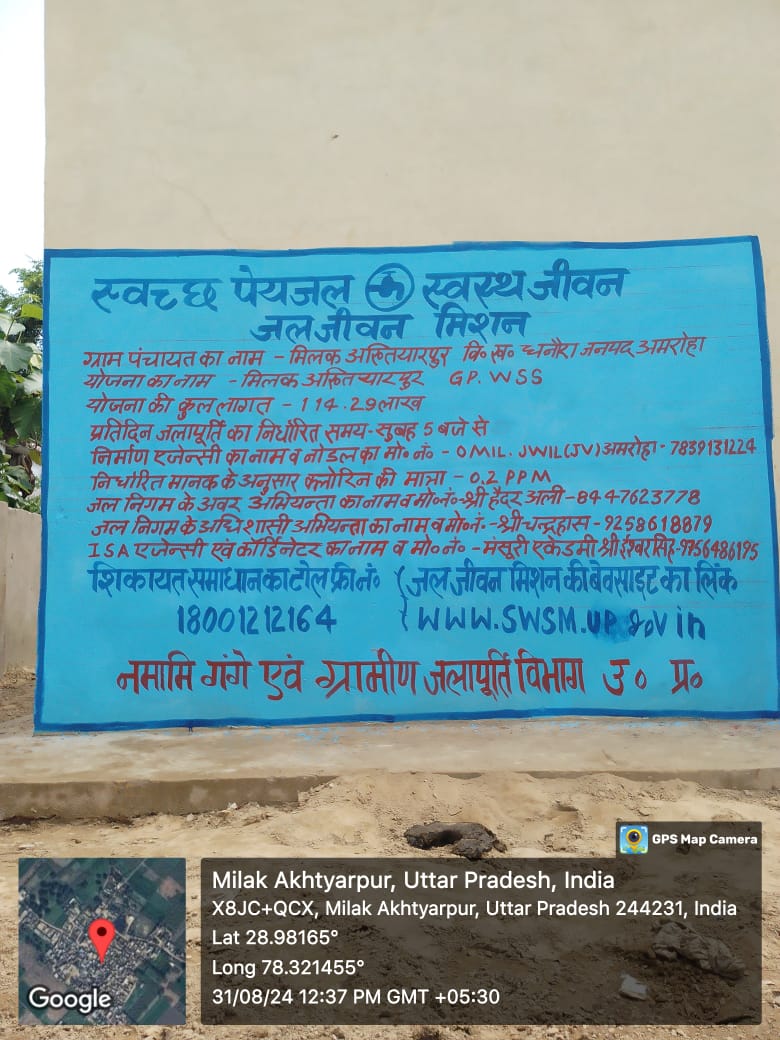 स्वच्छ पेयजल स्वस्थ जीवन
जल जीवन मिशन
ग्राम पंचायत का नाम - मिलक अख्तियारपुर वि० ख० धनौरा जनपद अमरोहा
योजना का नाम - मिलक अख्तियारपुर GP. WSS
योजना की कुल लागत - 114.29 लाख
प्रतिदिन जलापूर्ति का निर्धारित समय - सुबह 5 बजे से
निर्माण एजेन्सी का नाम व नोडल का मो० नं० - OMIL. JWIL(JV) अमरोहा - 7839131224
निर्धारित मानक के अनुसार क्लोरिन की मात्रा - 0.2 PPM
जल निगम के अवर अभियन्ता का नाम व मो० नं० - श्री हैदर अली - 8447623778
जल निगम के अधिशासी अभियन्ता का नाम व मो० नं० - श्री चन्द्रहास - 9258618879
ISA एजेन्सी एवं कॉर्डिनेटर का नाम व मो० नं० - मंसूरी एकेडमी श्री ईश्वर सिंह -
शिकायत समाधान का टोल फ्री नं० जल जीवन मिशन की बेवसाइट का लिंक
18001212164 WWW.SWSM.UP.gov in
नमामि गंगे एवं ग्रामीण जलापूर्ति विभाग उ० प्र०
GPS Map Camera
Milak Akhtyarpur, Uttar Pradesh, India
X8JC+QCX, Milak Akhtyarpur, Uttar Pradesh 244231, India
Lat 28.98165°
Long 78.321455°
31/08/24 12:37 PM GMT +05:30
Google